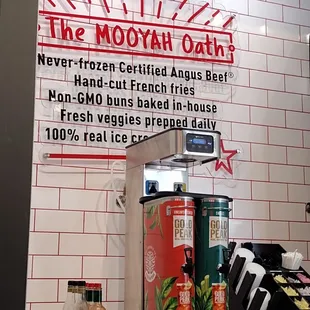 The MOOYAH Oath
Never-frozen Certified Angus Beef®
Hand-cut French fries
Non-GMO buns baked in-house
Fresh veggies prepped daily
100% real ice
GOLD PEAK
GOLD PEAK